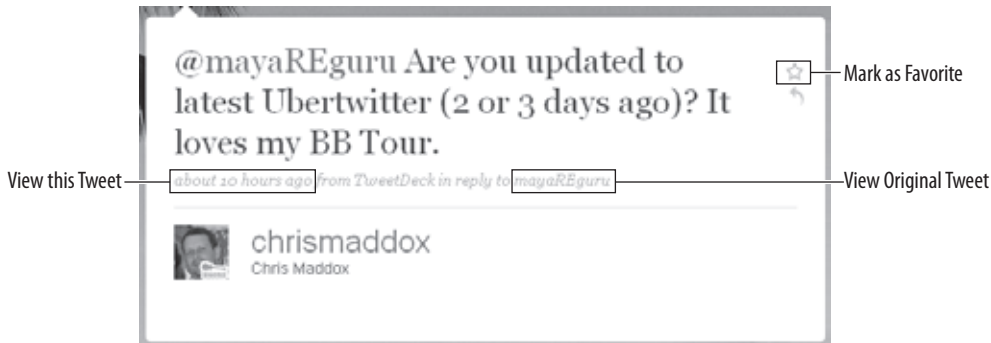 @mayaREguru Are you updated to
latest Ubertwitter (2 or 3 days ago)? It
loves my BB Tour.
Mark as Favorite
View this Tweet
about 10 hours ago from TweetDeck in reply to mayaREguru
View Original Tweet
chrismaddox
Chris Maddox